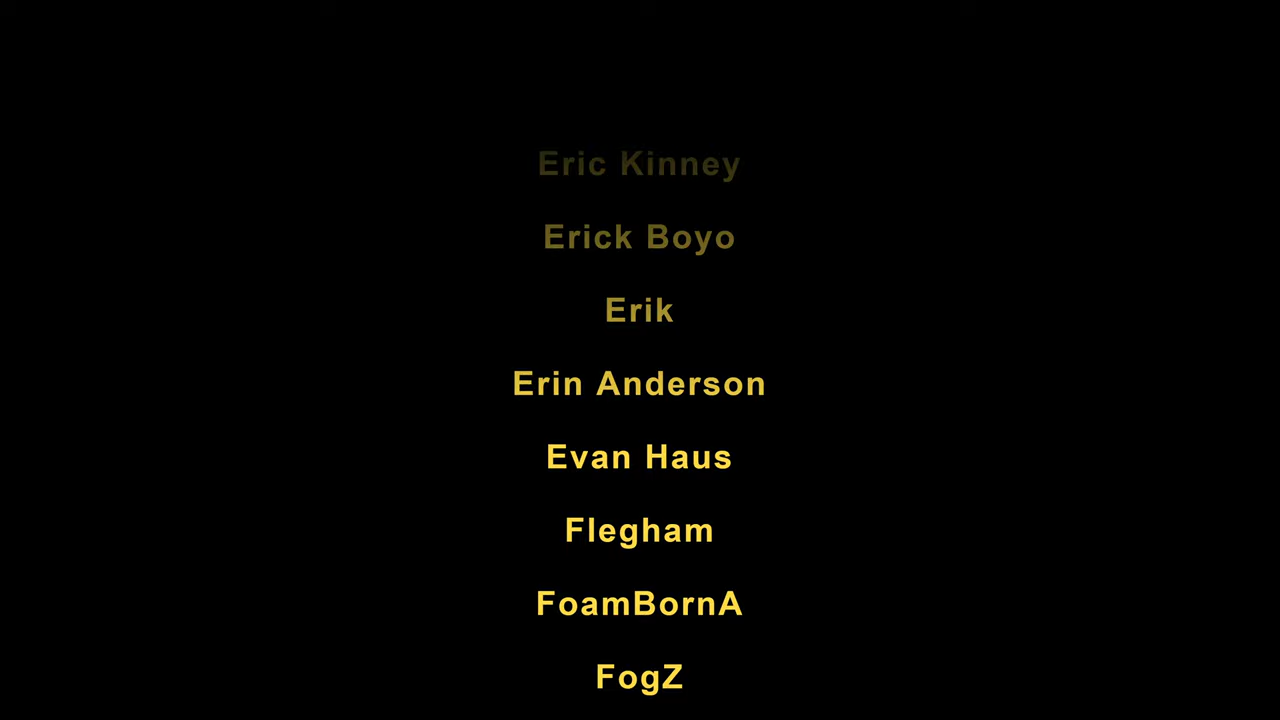 Eric Kinney
Erick Boyo
Erik
Erin Anderson
Evan Haus
Flegham
FoamBornA
FogZ